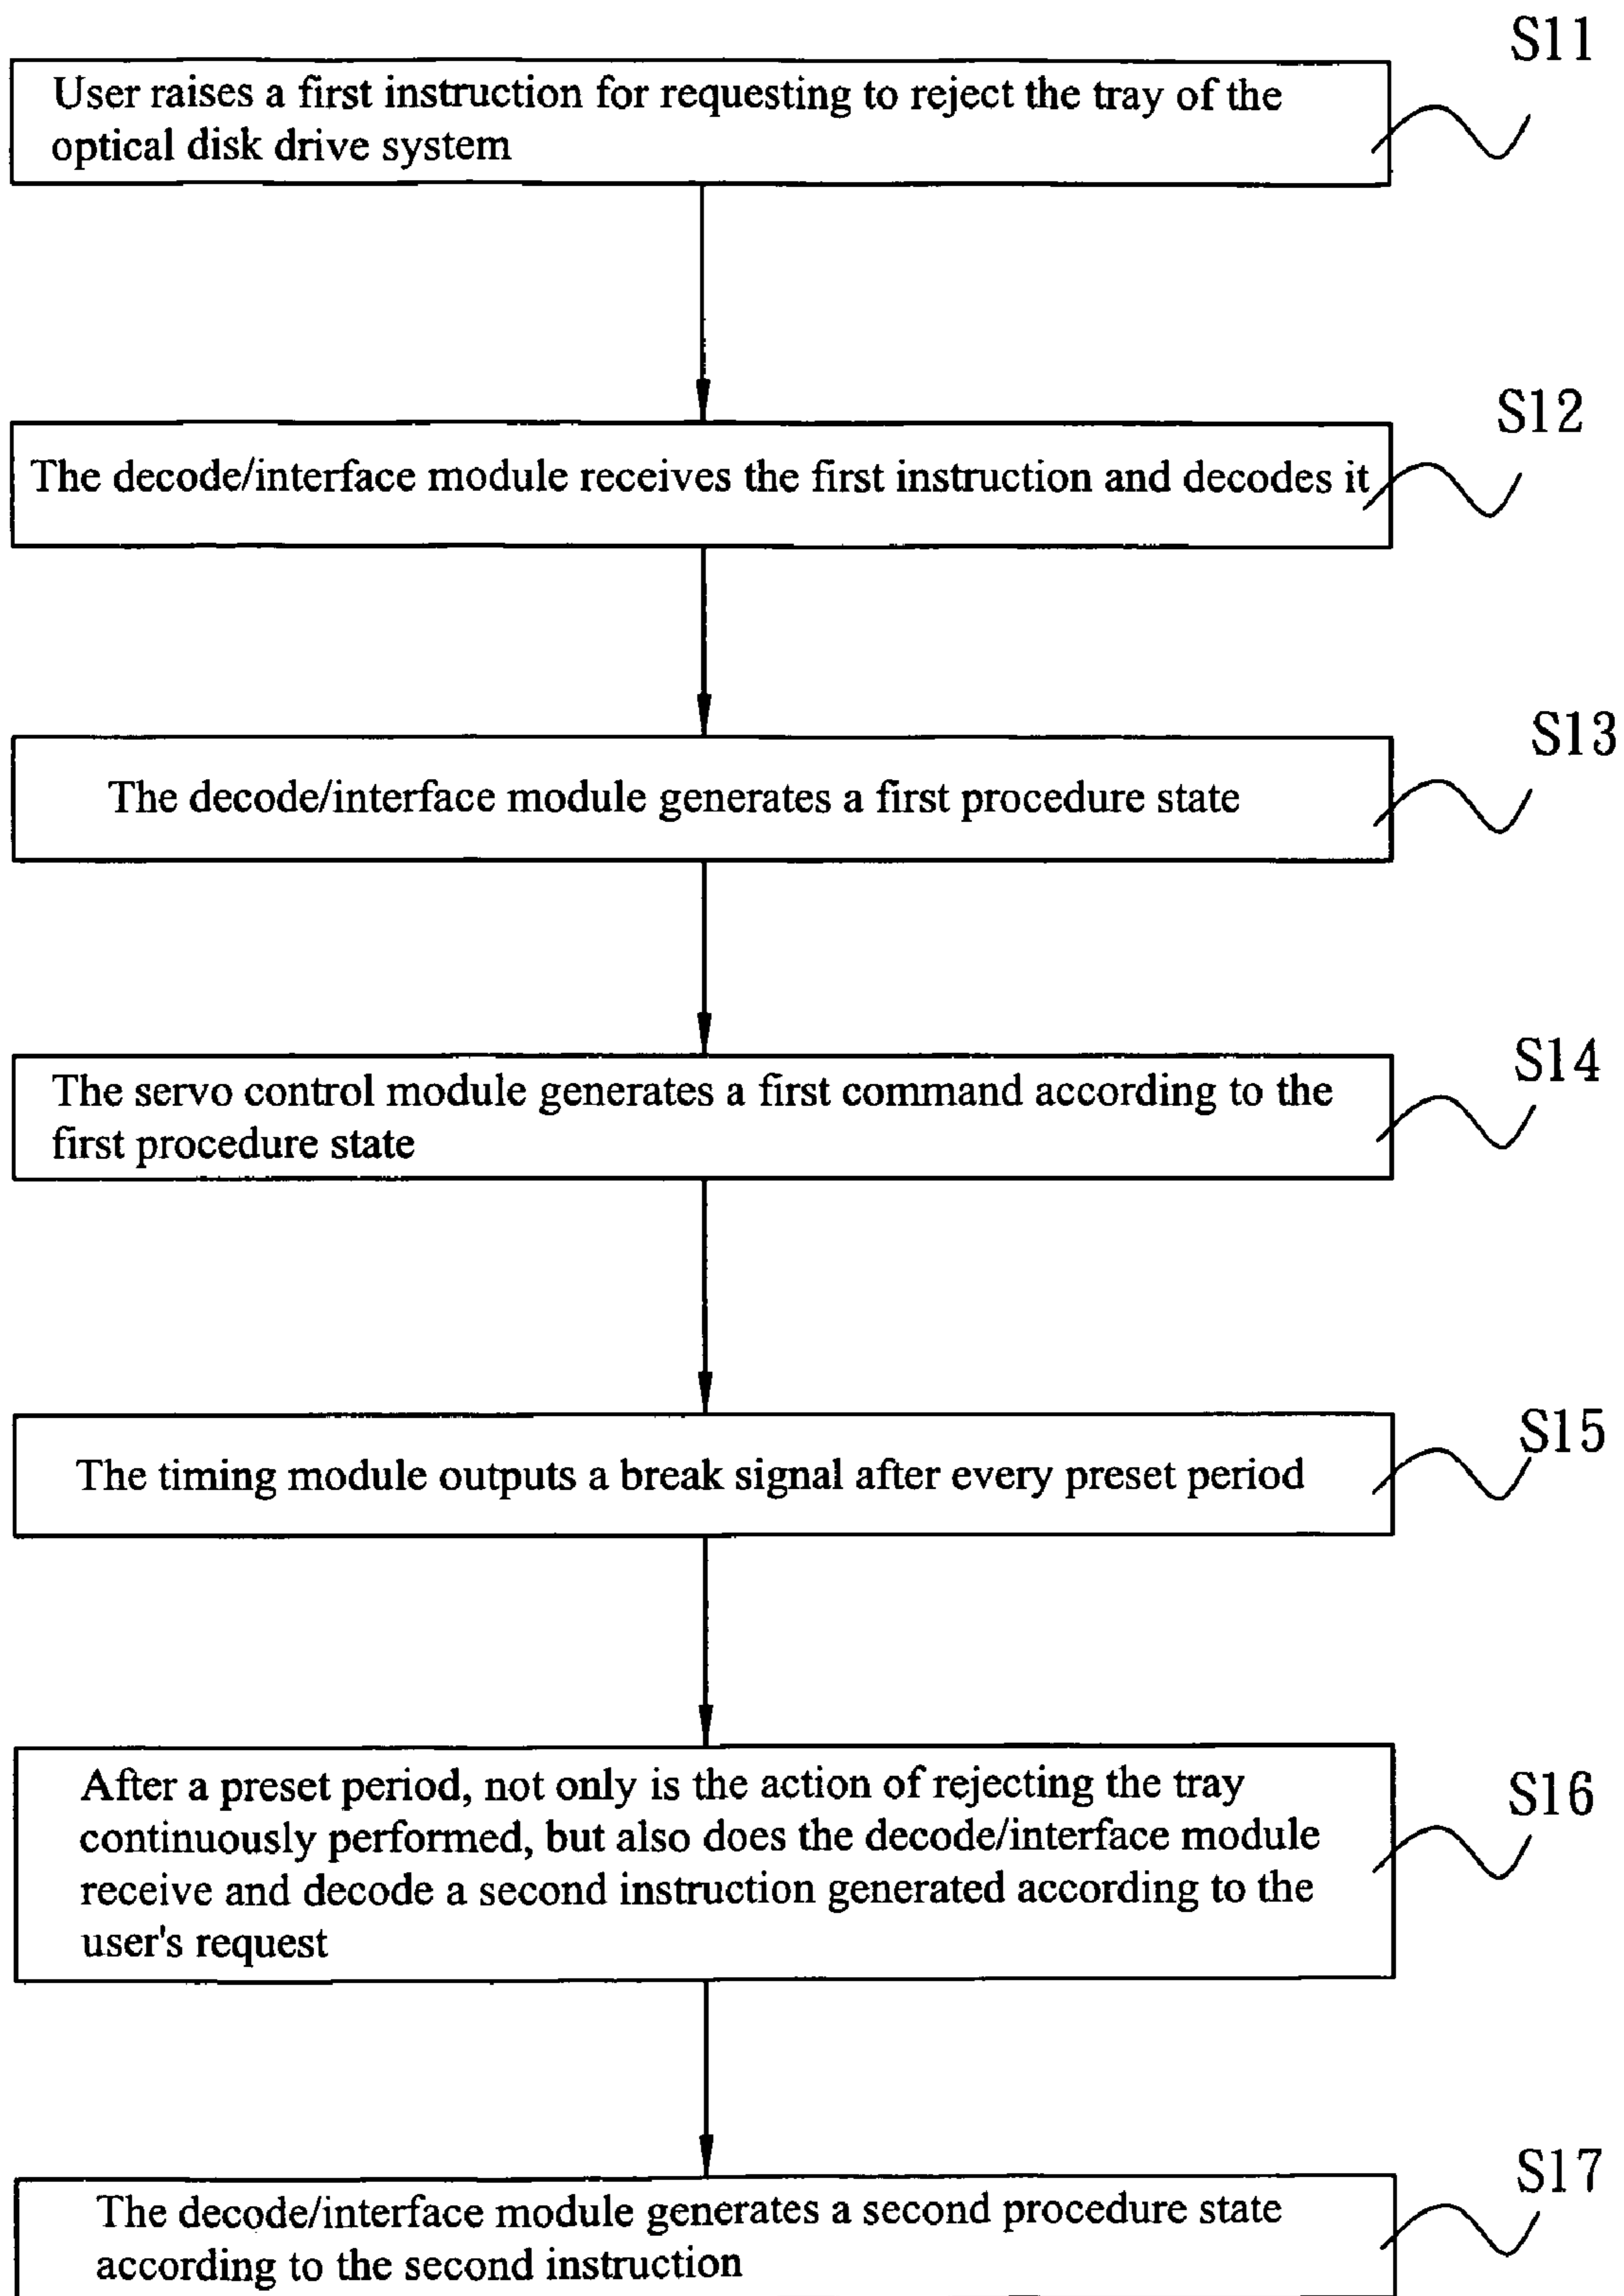 S11
User raises a first instruction for requesting to reject the tray of the
optical disk drive system
S12
The decode/interface module receives the first instruction and decodes it
S13
The decode/interface module generates a first procedure state
S14
The servo control module generates a first command according to the
first procedure state
S15
The timing module outputs a break signal after every preset period
S16
After a preset period, not only is the action of rejecting the tray
continuously performed, but also does the decode/interface module
receive and decode a second instruction generated according to the
user's request
S17
The decode/interface module generates a second procedure state
according to the second instruction